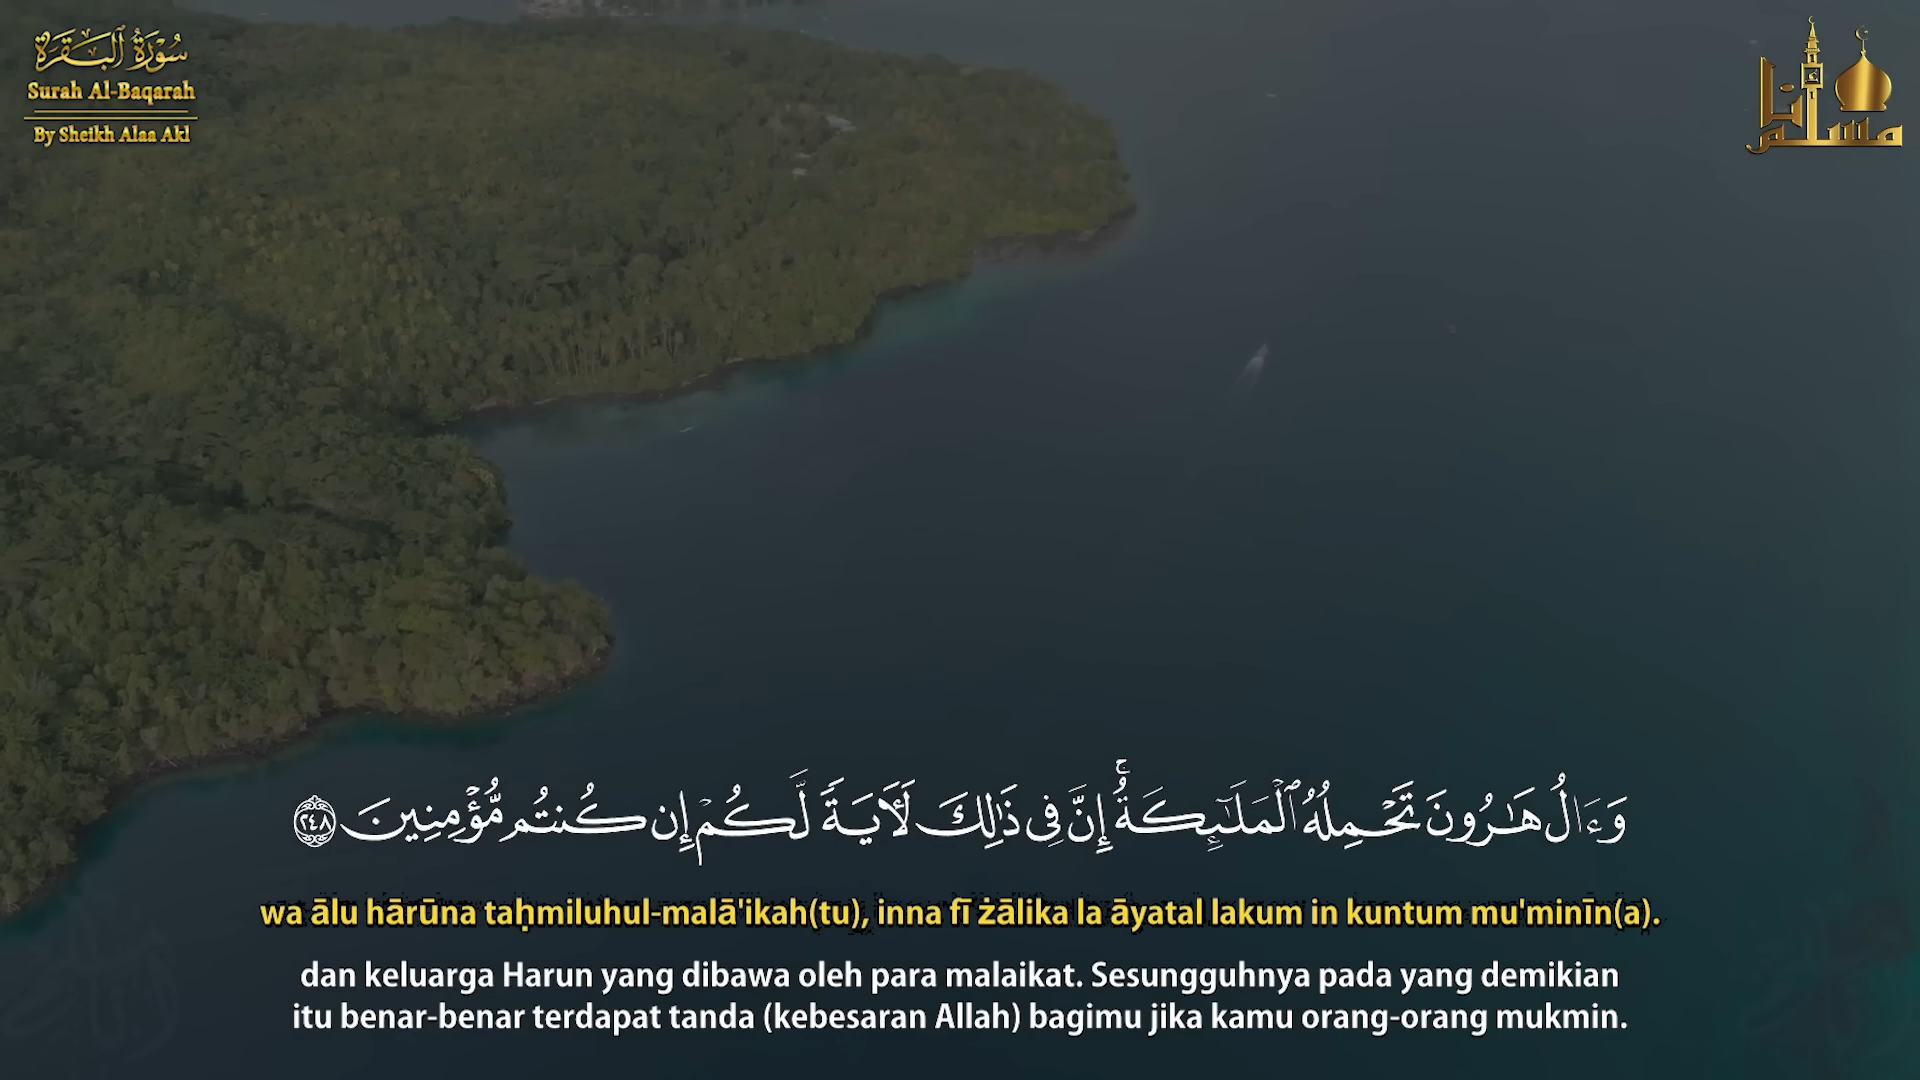 سُورَةُ ٱلْبَقَرَة
Surah Al-Baqarah
By Sheikh Alaa Akl
انا مسلم
وَءَالُ هَٰرُونَ تَحْمِلُهُ ٱلْمَلَٰٓئِكَةُ ۚ إِنَّ فِى ذَٰلِكَ لَـَٔايَةً لَّكُمْ إِن كُنتُم مُّؤْمِنِينَ ٢٤٨
wa ālu hārūna taḥmiluhul-malā'ikah(tu), inna fī żālika la āyatal lakum in kuntum mu'minīn(a).
dan keluarga Harun yang dibawa oleh para malaikat. Sesungguhnya pada yang demikian
itu benar-benar terdapat tanda (kebesaran Allah) bagimu jika kamu orang-orang mukmin.